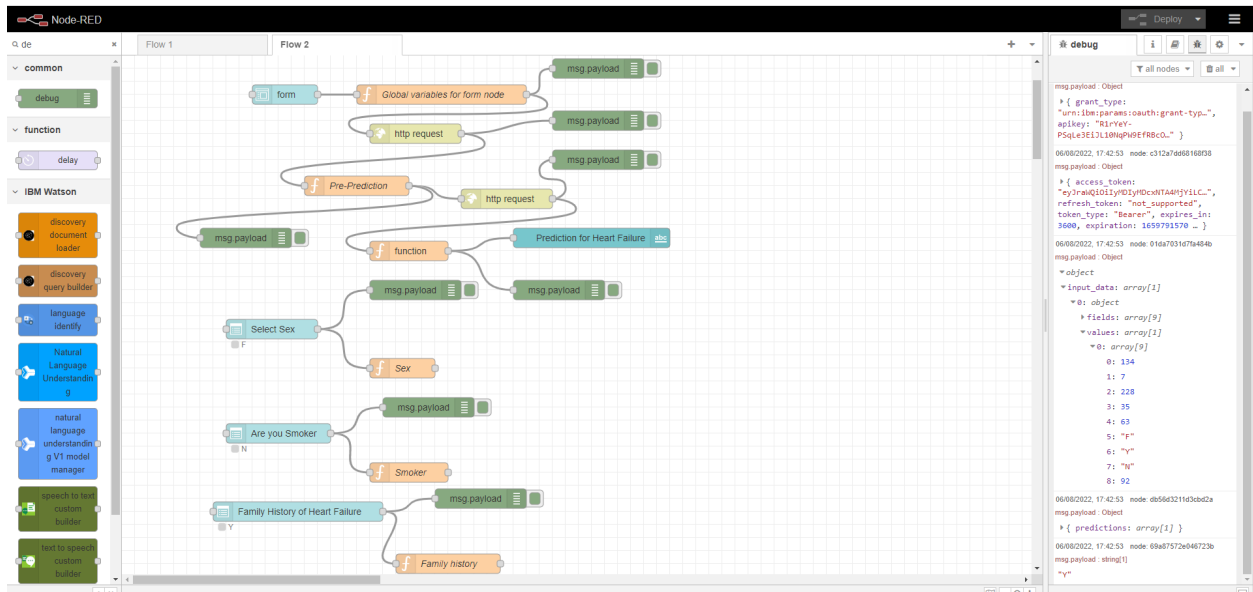 Node-RED
Deploy
de
Flow 1
Flow 2
debug
all nodes
all
common
debug
function
delay
IBM Watson
discovery
document
loader
discovery
query builder
language
identify
Natural
Language
Understandin
g
natural
language
understandin
g V1 model
manager
speech to text
custom
builder
text to speech
custom
builder
form
Global variables for form node
msg.payload
http request
msg.payload
msg.payload
Pre-Prediction
http request
msg.payload
function
Prediction for Heart Failure
abc
msg.payload
msg.payload
Select Sex
F
Sex
msg.payload
Are you Smoker
N
Smoker
msg.payload
Family History of Heart Failure
Y
Family history
msg.payload : Object
{ grant_type:
"urn:ibm:params:oauth:grant-typ…",
apikey: "R1rYeY-
06/08/2022, 17:42:53 node: c312a7dd68168f38
msg.payload : Object
{ access_token:
refresh_token: "not_supported",
token_type: "Bearer", expires_in:
3600, expiration: 1659791570 … }
06/08/2022, 17:42:53 node: 01da7031d7fa484b
msg.payload : Object
object
input_data: array[1]
0: object
fields: array[9]
values: array[1]
0: array[9]
0: 134
1: 7
2: 228
3: 35
4: 63
5: "F"
6: "Y"
7: "N"
8: 92
06/08/2022, 17:42:53 node: db56d3211d3cbd2a
msg.payload : Object
{ predictions: array[1] }
06/08/2022, 17:42:53 node: 69a87572e046723b
msg.payload : string[1]
"Y"